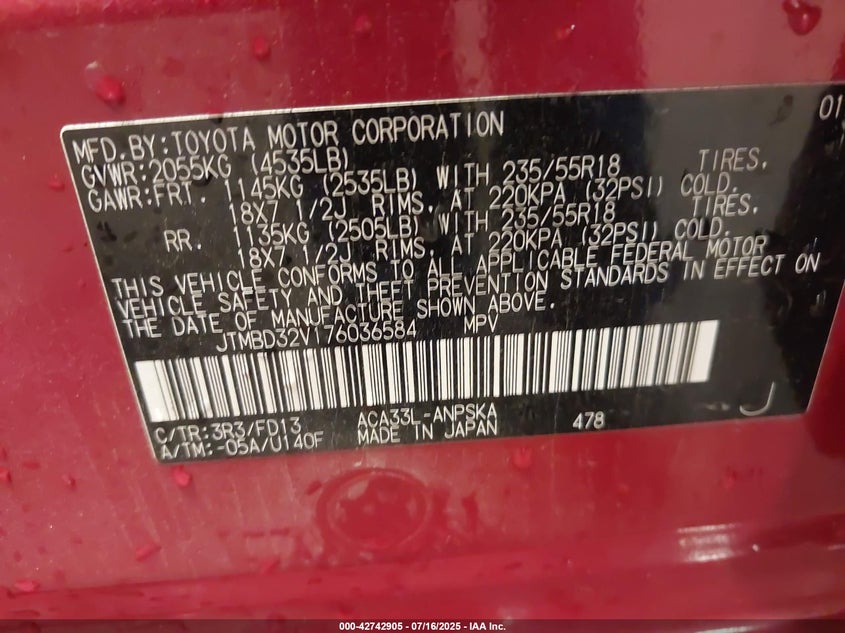 01
MFD.BY:TOYOTA MOTOR CORPORATION
GVWR:2055KG (4535LB)
GAWR:FRT. 1145KG (2535LB) WITH 235/55R18 TIRES.
18X7 1/2J RIMS, AT 220KPA (32PSI) COLD.
RR. 1135KG (2505LB) WITH 235/55R18 TIRES.
18X7 1/2J RIMS, AT 220KPA (32PSI) COLD.
THIS VEHICLE CONFORMS TO ALL APPLICABLE FEDERAL MOTOR
VEHICLE SAFETY AND THEFT PREVENTION STANDARDS IN EFFECT ON
THE DATE OF MANUFACTURE SHOWN ABOVE.
JTMBD32V176036584 MPV
C/TR:3R3/FD13 ACA33L-ANPSKA
A/TM:-05A/U140F MADE IN JAPAN 478 J
000-42742905 - 07/16/2025 - IAA Inc.